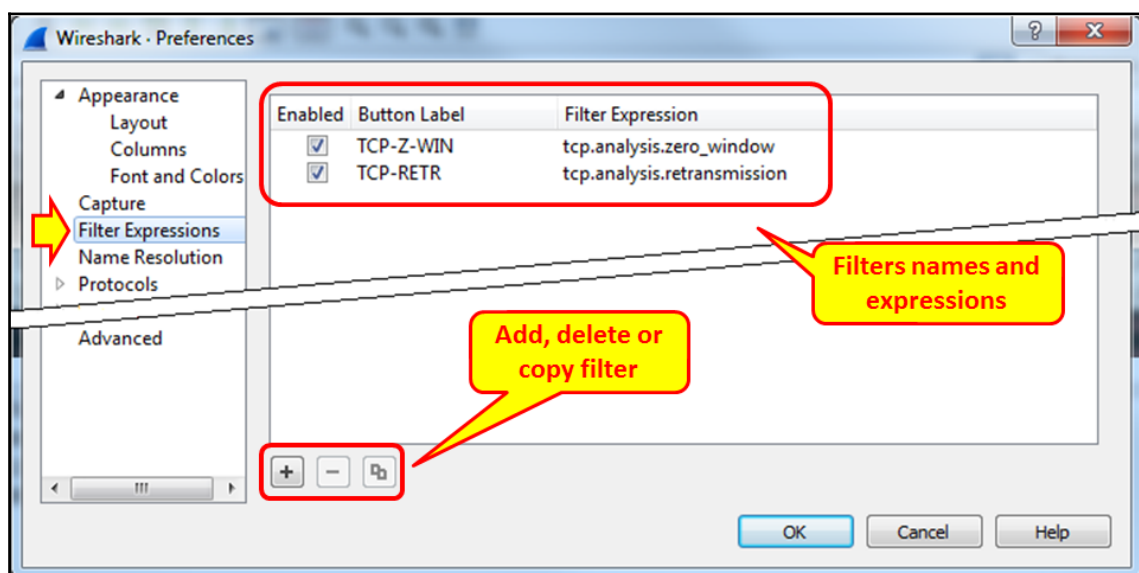 Wireshark · Preferences
Appearance
Layout
Columns
Font and Colors
Capture
Filter Expressions
Name Resolution
Protocols
Advanced
Enabled Button Label Filter Expression
TCP-Z-WIN tcp.analysis.zero_window
TCP-RETR tcp.analysis.retransmission
Filters names and
expressions
Add, delete or
copy filter
OK Cancel Help